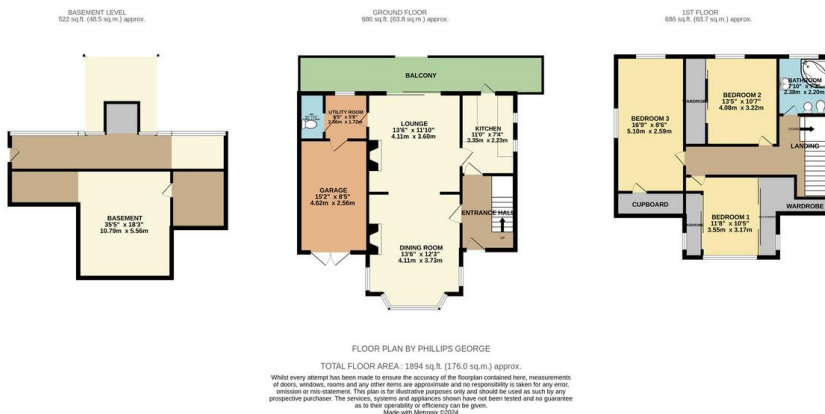 BASEMENT LEVEL
522 sq.ft. (48.5 sq.m.) approx.
BASEMENT
35'5" x 18'3"
10.79m x 5.56m
GROUND FLOOR
686 sq.ft. (63.8 sq.m.) approx.
BALCONY
UTILITY ROOM
LOUNGE
13'6" x 11'10"
4.11m x 3.60m
KITCHEN
11'0" x 7'4"
3.35m x 2.23m
GARAGE
15'2" x 8'5"
4.62m x 2.56m
ENTRANCE HALL
UP
DINING ROOM
13'6" x 12'3"
4.11m x 3.73m
1ST FLOOR
686 sq.ft. (63.7 sq.m.) approx.
BEDROOM 3
16'9" x 8'6"
5.10m x 2.59m
WARDROBE
BEDROOM 2
13'5" x 10'7"
4.08m x 3.22m
BATHROOM
2.38m x 2.20m
DOWN
LANDING
CUPBOARD
BEDROOM 1
11'8" x 10'5"
3.55m x 3.17m
WARDROBE
FLOOR PLAN BY PHILLIPS GEORGE
TOTAL FLOOR AREA : 1894 sq.ft. (176.0 sq.m.) approx.
Whilst every attempt has been made to ensure the accuracy of the floorplan contained here, measurements
of doors, windows, rooms and any other items are approximate and no responsibility is taken for any error,
omission or mis-statement. This plan is for illustrative purposes only and should be used as such by any
prospective purchaser. The services, systems and appliances shown have not been tested and no guarantee
as to their operability or efficiency can be given.
Made with Metropix ©2024